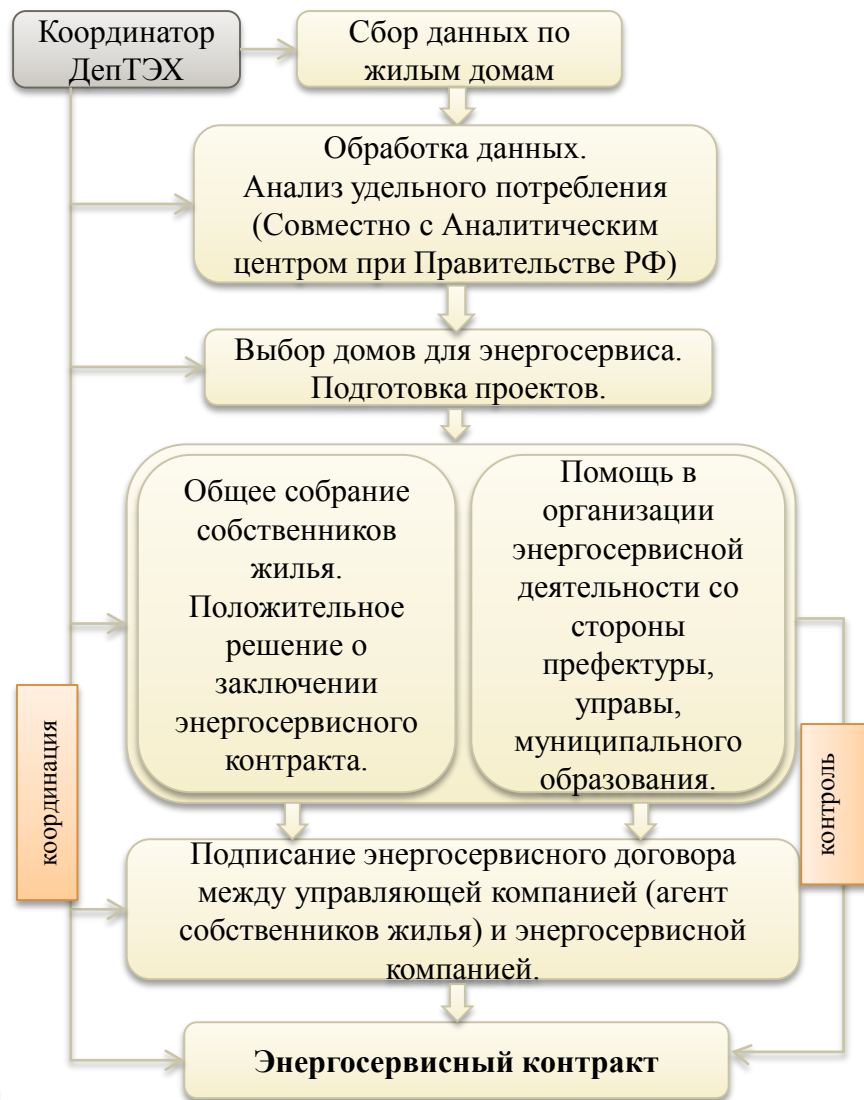 Координатор
ДепТЭХ
Сбор данных по
жилым домам
Обработка данных.
Анализ удельного потребления
(Совместно с Аналитическим
центром при Правительстве РФ)
Выбор домов для энергосервиса.
Подготовка проектов.
Общее собрание
собственников
жилья.
Положительное
решение о
заключении
энергосервисного
контракта.
Помощь в
организации
энергосервисной
деятельности со
стороны
префектуры,
управы,
муниципального
образования.
координация
контроль
Подписание энергосервисного договора
между управляющей компанией (агент
собственников жилья) и энергосервисной
компанией.
Энергосервисный контракт